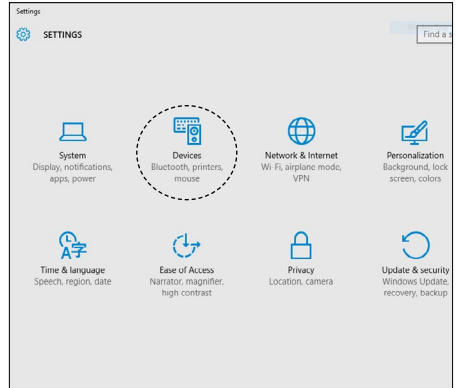 Settings
SETTINGS
Find a s
System
Display, notifications,
apps, power
Devices
Bluetooth, printers,
mouse
Network & Internet
Wi-Fi, airplane mode,
VPN
Personalization
Background, lock
screen, colors
Time & language
Speech, region, date
Ease of Access
Narrator, magnifier,
high contrast
Privacy
Location, camera
Update & security
Windows Update,
recovery, backup